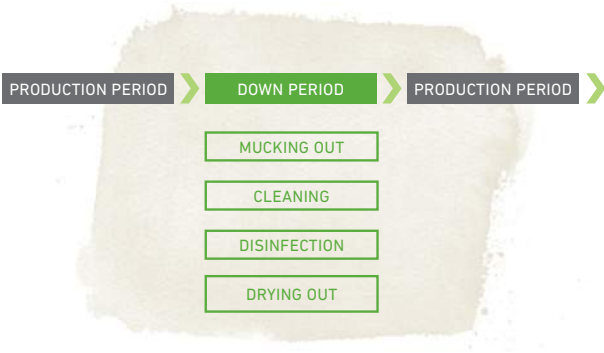 PRODUCTION PERIOD DOWN PERIOD PRODUCTION PERIOD
MUCKING OUT
CLEANING
DISINFECTION
DRYING OUT